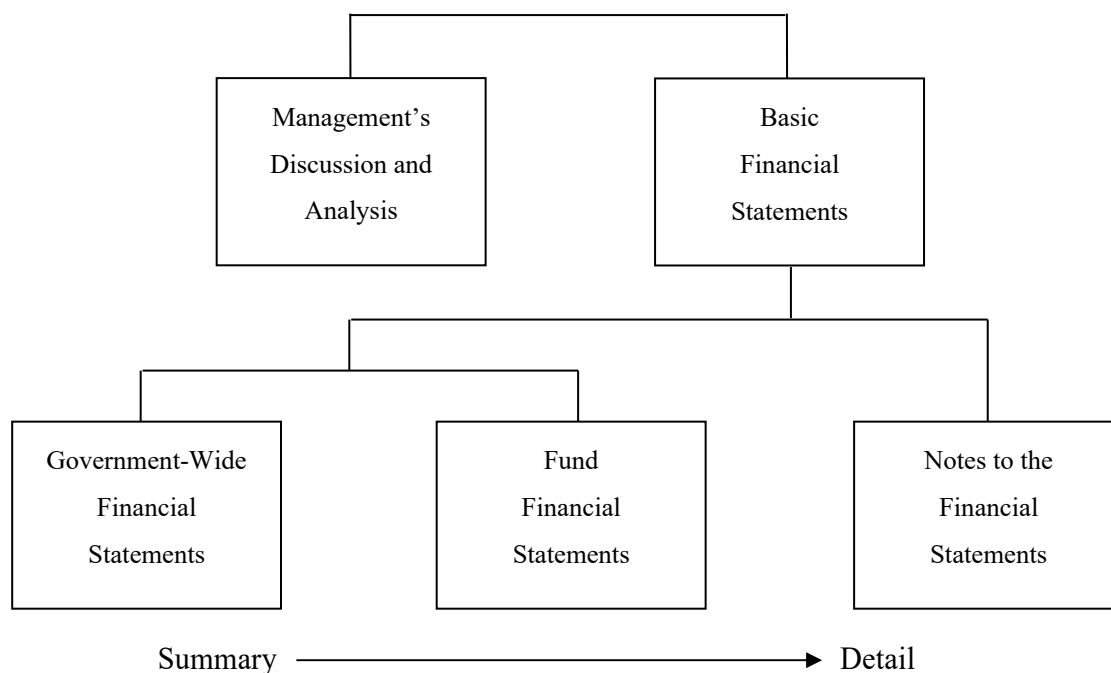 Management’s
Discussion and
Analysis
Basic
Financial
Statements
Government-Wide
Financial
Statements
Fund
Financial
Statements
Notes to the
Financial
Statements
Summary
Detail